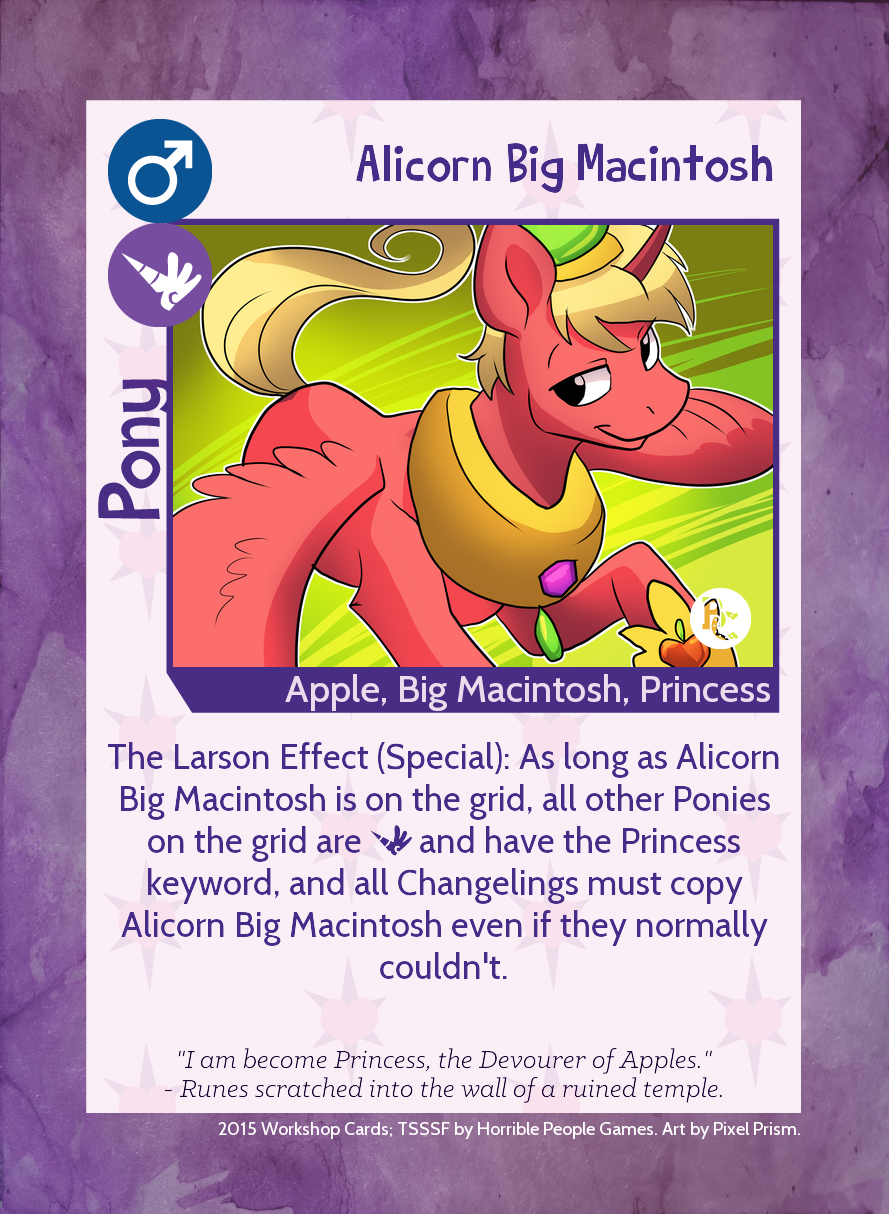 Alicorn Big Macintosh
Pony
Apple, Big Macintosh, Princess
The Larson Effect (Special): As long as Alicorn
Big Macintosh is on the grid, all other Ponies
on the grid are and have the Princess
keyword, and all Changelings must copy
Alicorn Big Macintosh even if they normally
couldn't.
"I am become Princess, the Devourer of Apples."
- Runes scratched into the wall of a ruined temple.
2015 Workshop Cards; TSSSF by Horrible People Games. Art by Pixel Prism.